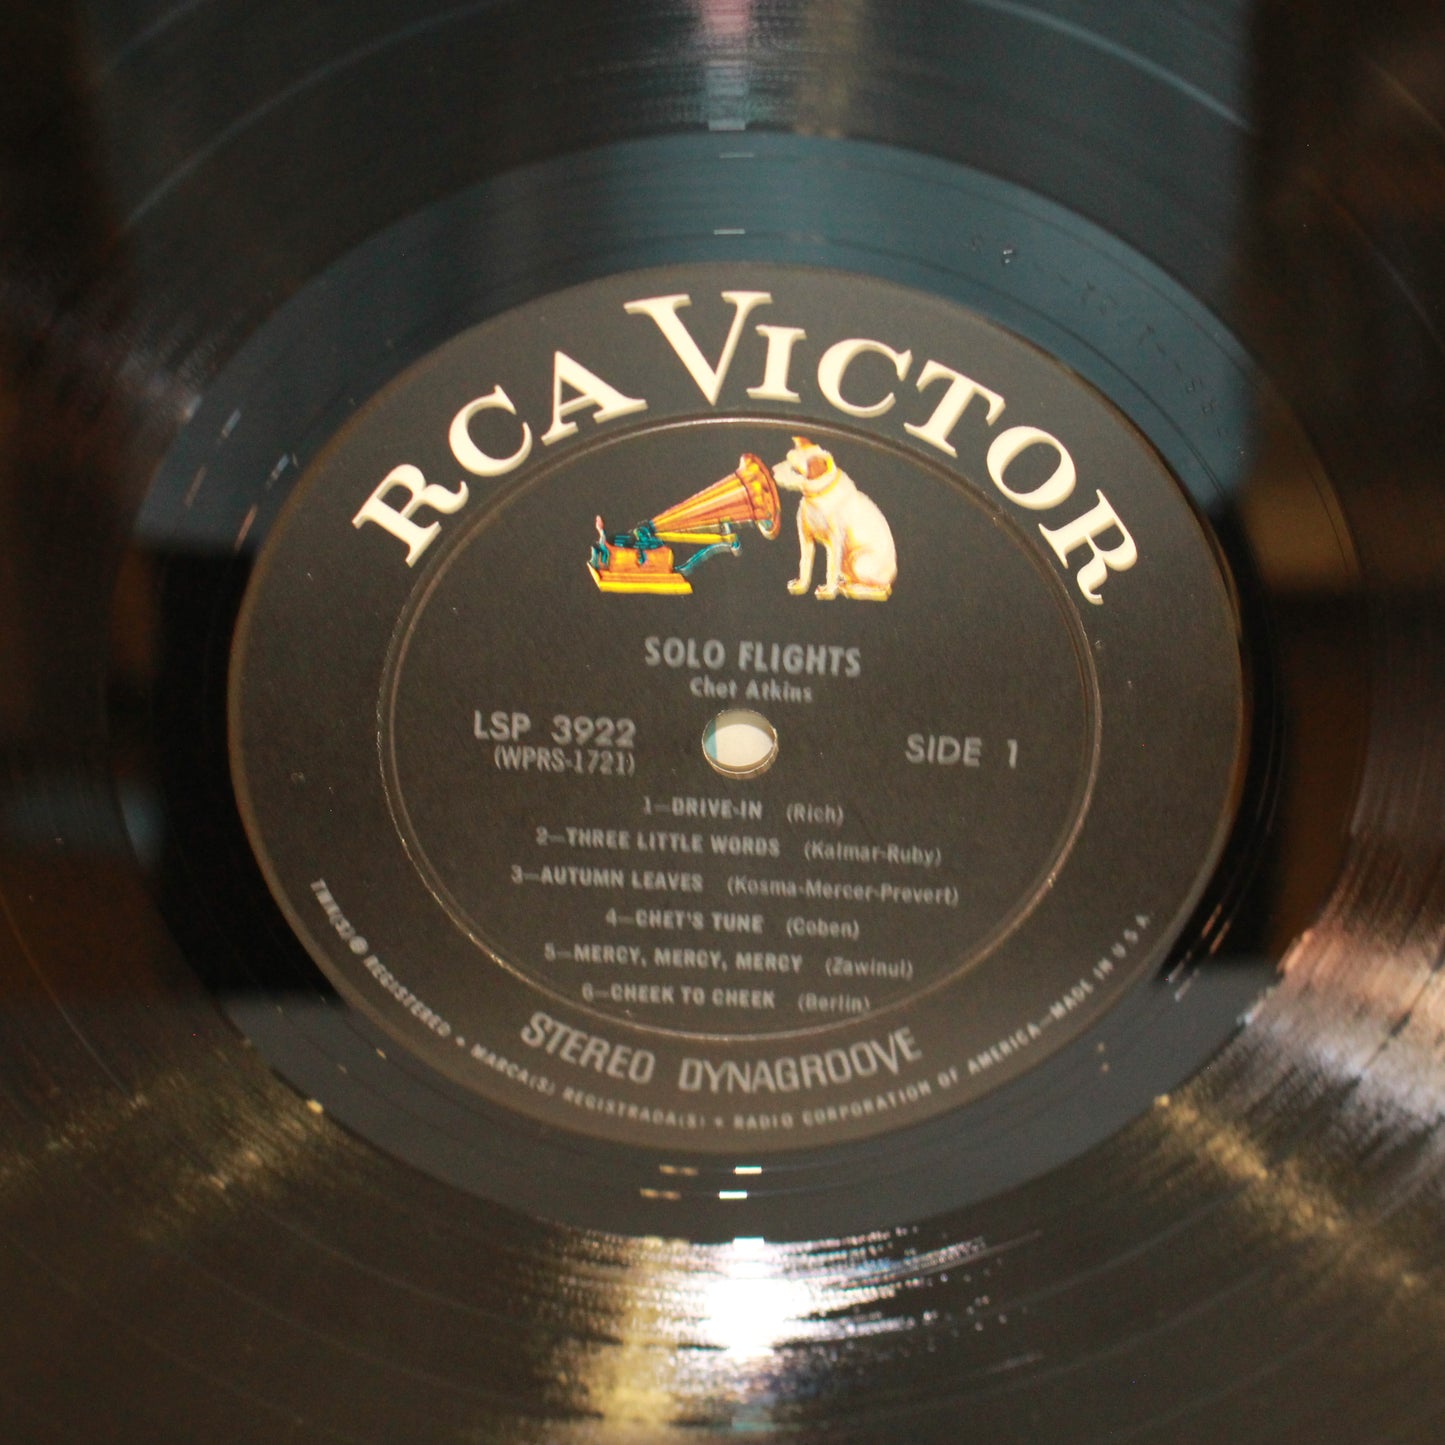 RCA VICTOR
SOLO FLIGHTS
Chet Atkins
LSP 3922
(WPRS-1721)
SIDE 1
1—DRIVE-IN (Rich)
2—THREE LITTLE WORDS (Kalmar-Ruby)
3—AUTUMN LEAVES (Kosma-Mercer-Prevert)
4—CHET'S TUNE (Coben)
5—MERCY, MERCY, MERCY (Zawinul)
6—CHEEK TO CHEEK (Berlin)
STEREO DYNAGROOVE
TMK(S) ® REGISTERED • MARCA(S) REGISTRADA(S) • RADIO CORPORATION OF AMERICA—MADE IN U.S.A.